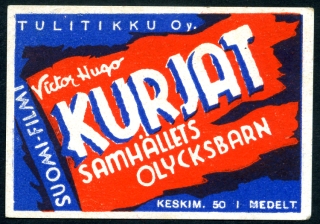 TULITIKKU Oy.
Victor Hugo
KURJAT
SUOMI-FILMI
SAMHÄLLETS
OLYCKSBARN
KESKIM. 50 I MEDELT.